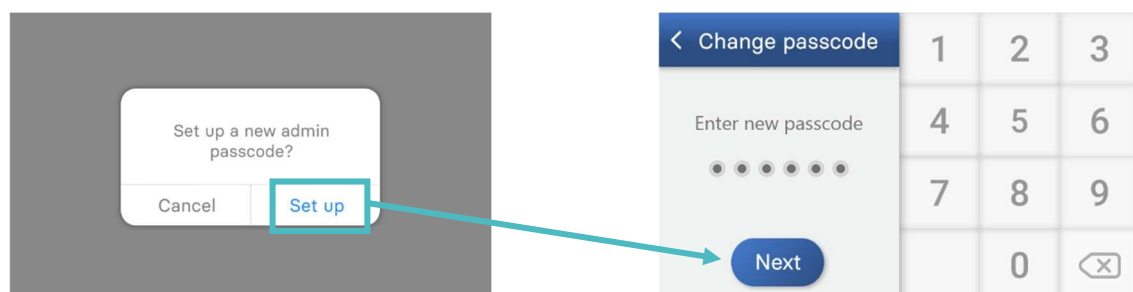 Set up a new admin
passcode?
Cancel Set up
Change passcode
Enter new passcode
Next
1 2 3
4 5 6
7 8 9
0